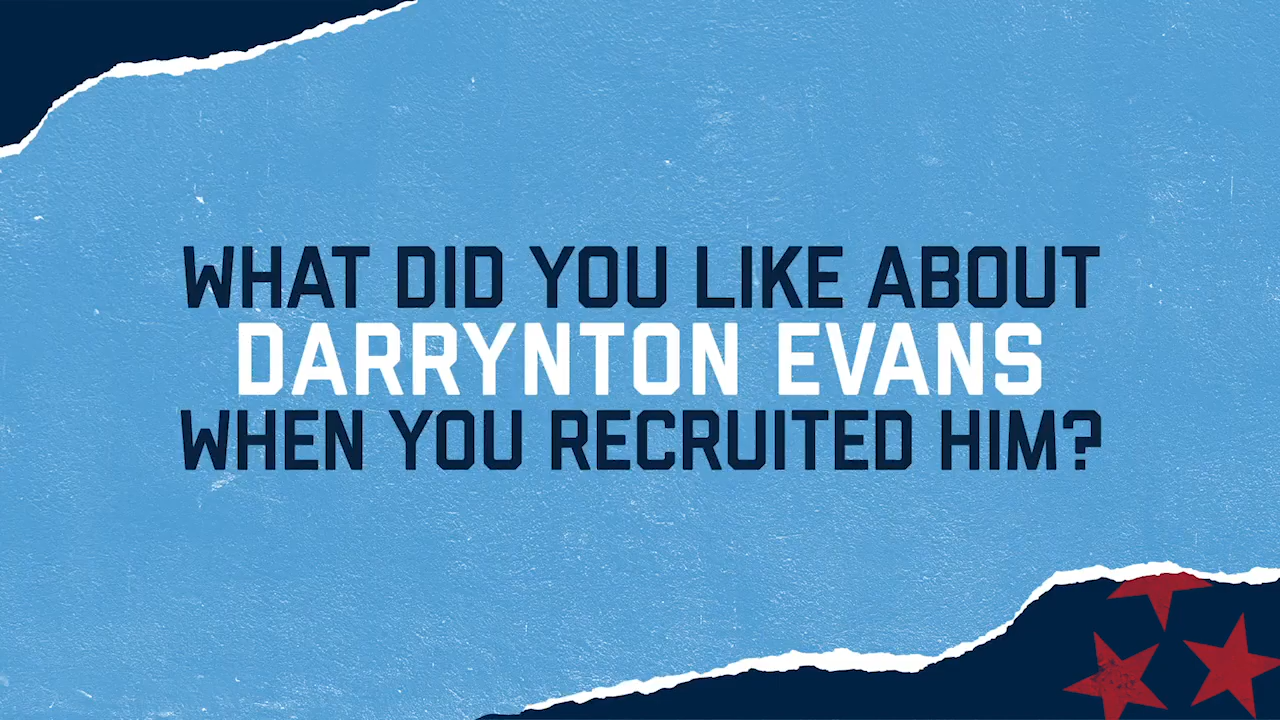 WHAT DID YOU LIKE ABOUT
DARRYNTON EVANS
WHEN YOU RECRUITED HIM?